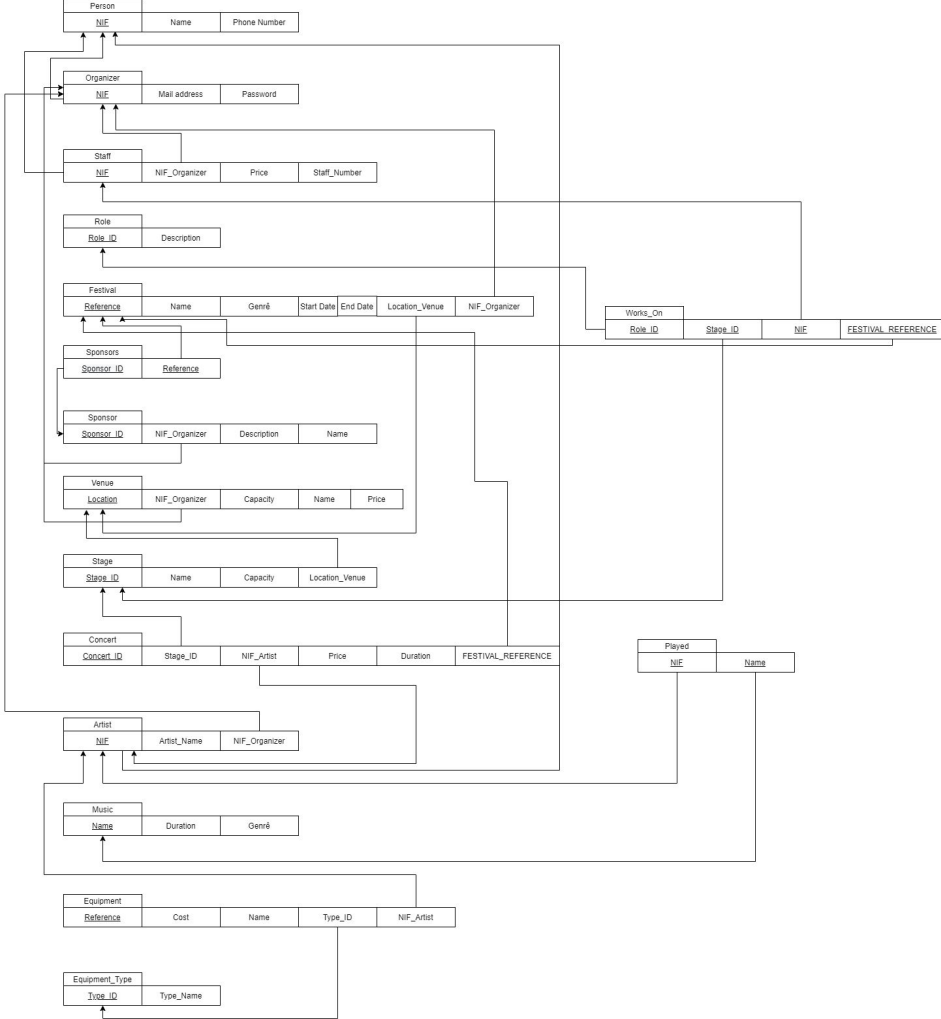 Person
NIF Name Phone Number
Organizer
NIF Mail address Password
Staff
NIF NIF_Organizer Price Staff_Number
Role
Role_ID Description
Festival
Reference Name Genrê Start Date End Date Location_Venue NIF_Organizer
Works_On
Role_ID Stage_ID NIF FESTIVAL_REFERENCE
Sponsors
Sponsor_ID Reference
Sponsor
Sponsor_ID NIF_Organizer Description Name
Venue
Location NIF_Organizer Capacity Name Price
Stage
Stage_ID Name Capacity Location_Venue
Concert
Concert_ID Stage_ID NIF_Artist Price Duration FESTIVAL_REFERENCE
Played
NIF Name
Artist
NIF Artist_Name NIF_Organizer
Music
Name Duration Genrê
Equipment
Reference Cost Name Type_ID NIF_Artist
Equipment_Type
Type_ID Type_Name